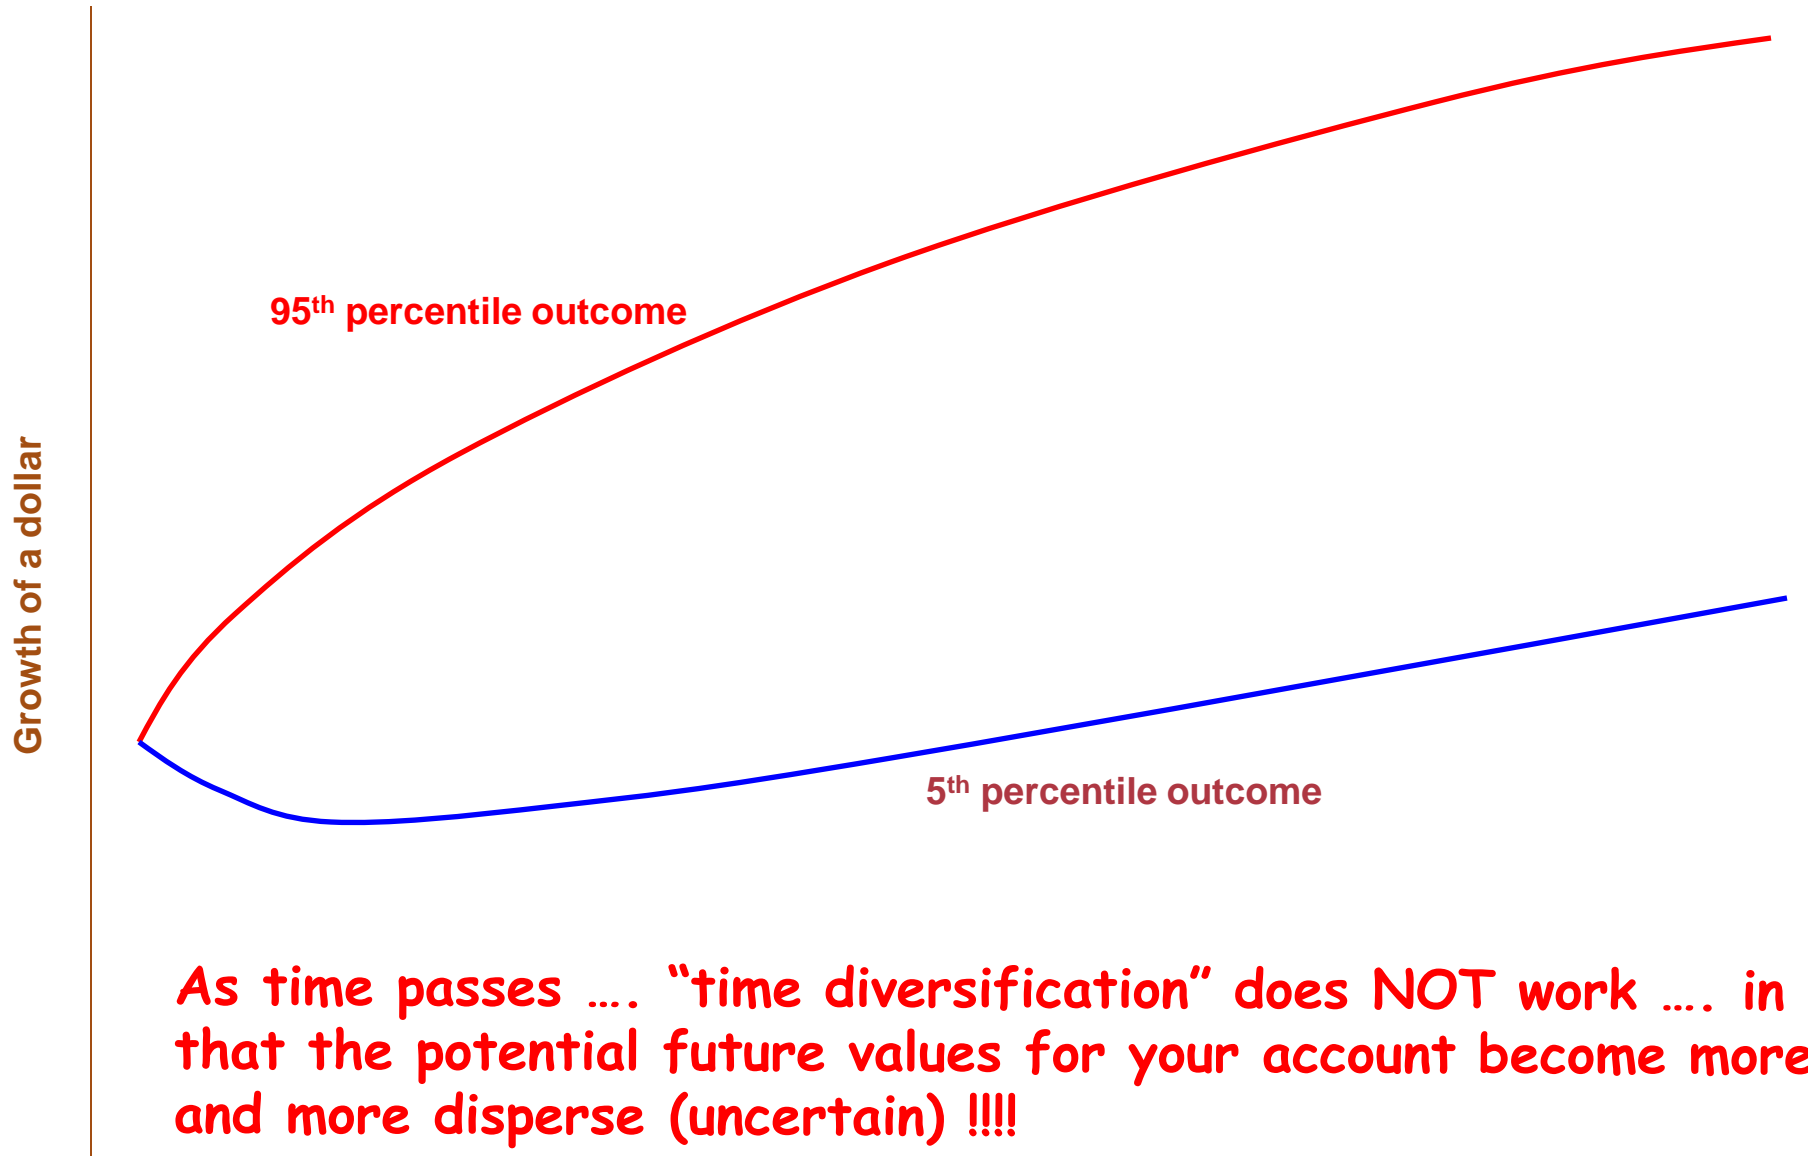 95th percentile outcome
Growth of a dollar
5th percentile outcome
As time passes …. “time diversification” does NOT work …. in
that the potential future values for your account become more
and more disperse (uncertain) !!!!